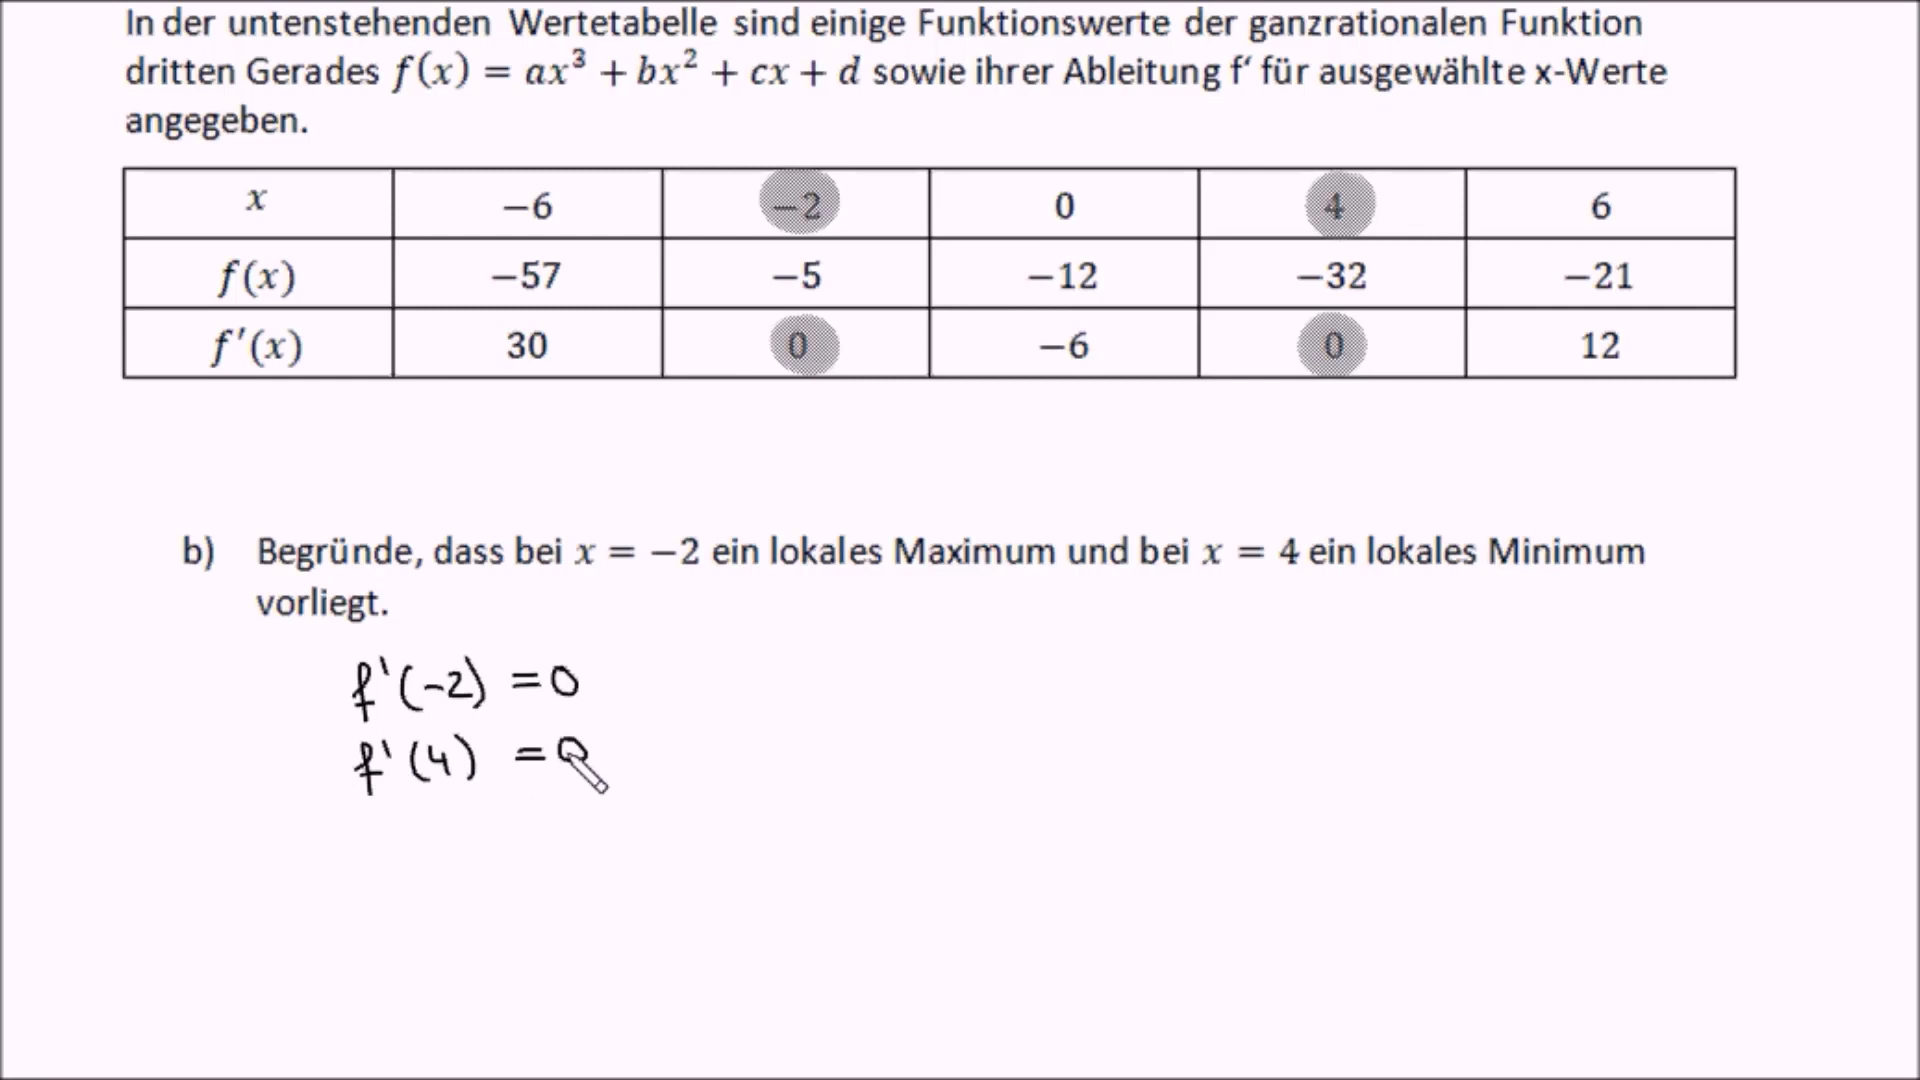 In der untenstehenden Wertetabelle sind einige Funktionswerte der ganzrationalen Funktion
dritten Gerades f(x) = ax³ + bx² + cx + d sowie ihrer Ableitung f‘ für ausgewählte x-Werte
angegeben.
x −6 −2 0 4 6
f(x) −57 −5 −12 −32 −21
f′(x) 30 0 −6 0 12
b) Begründe, dass bei x = −2 ein lokales Maximum und bei x = 4 ein lokales Minimum
vorliegt.
f'(-2) = 0
f'(4) = 0